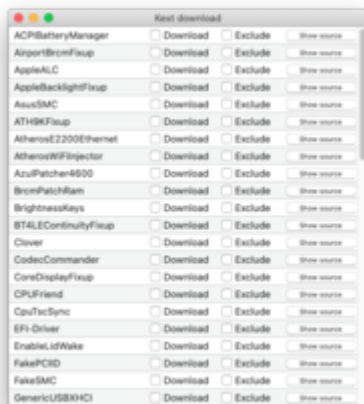 Kext download
ACPIBatteryManager Download Exclude Show source
AirportBrcmFixup Download Exclude Show source
AppleALC Download Exclude Show source
AppleBacklightFixup Download Exclude Show source
AsusSMC Download Exclude Show source
ATH9KFixup Download Exclude Show source
AtherosE2200Ethernet Download Exclude Show source
AtherosWiFiInjector Download Exclude Show source
AzulPatcher4600 Download Exclude Show source
BrcmPatchRam Download Exclude Show source
BrightnessKeys Download Exclude Show source
BT4LEContinuityFixup Download Exclude Show source
Clover Download Exclude Show source
CodecCommander Download Exclude Show source
CoreDisplayFixup Download Exclude Show source
CPUFriend Download Exclude Show source
CpuTscSync Download Exclude Show source
EFI-Driver Download Exclude Show source
EnableLidWake Download Exclude Show source
FakePCIID Download Exclude Show source
FakeSMC Download Exclude Show source
GenericUSBXHCI Download Exclude Show source